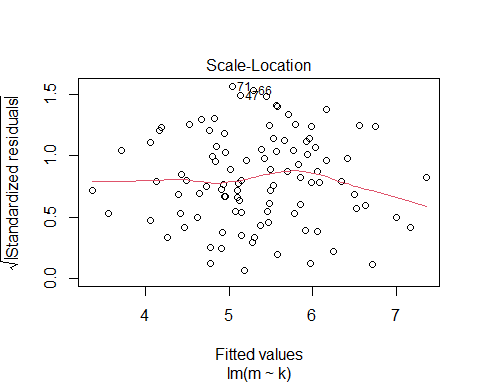 Scale-Location
√|Standardized residuals|
0.0 0.5 1.0 1.5
71
66
47
4 5 6 7
Fitted values
lm(m ~ k)